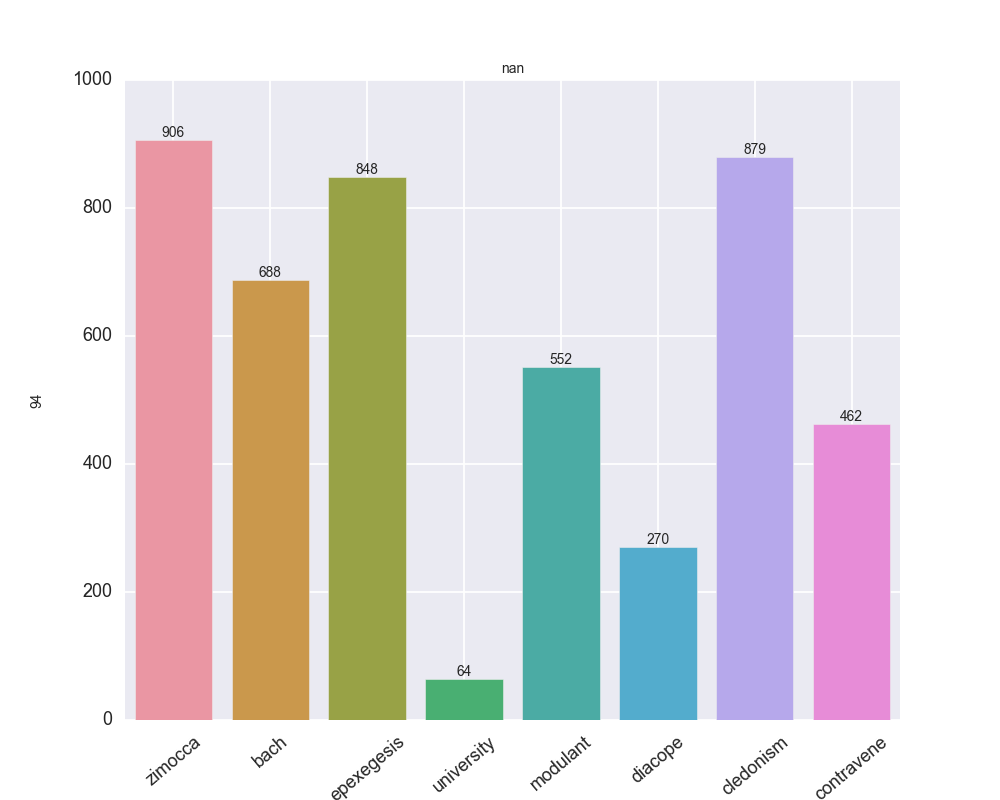 nan
1000
800
600
400
200
0
94
906
688
848
64
552
270
879
462
zimocca
bach
epexegesis
university
modulant
diacope
cledonism
contravene